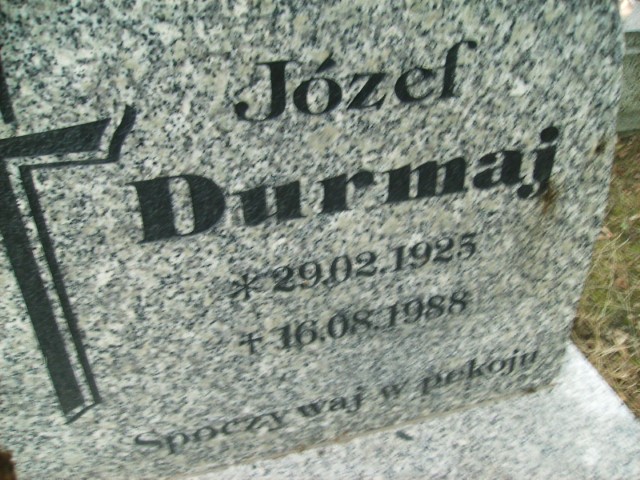 Józef
Durmaj
* 29.02.1925
† 16.08.1988
Spoczywaj w pokoju